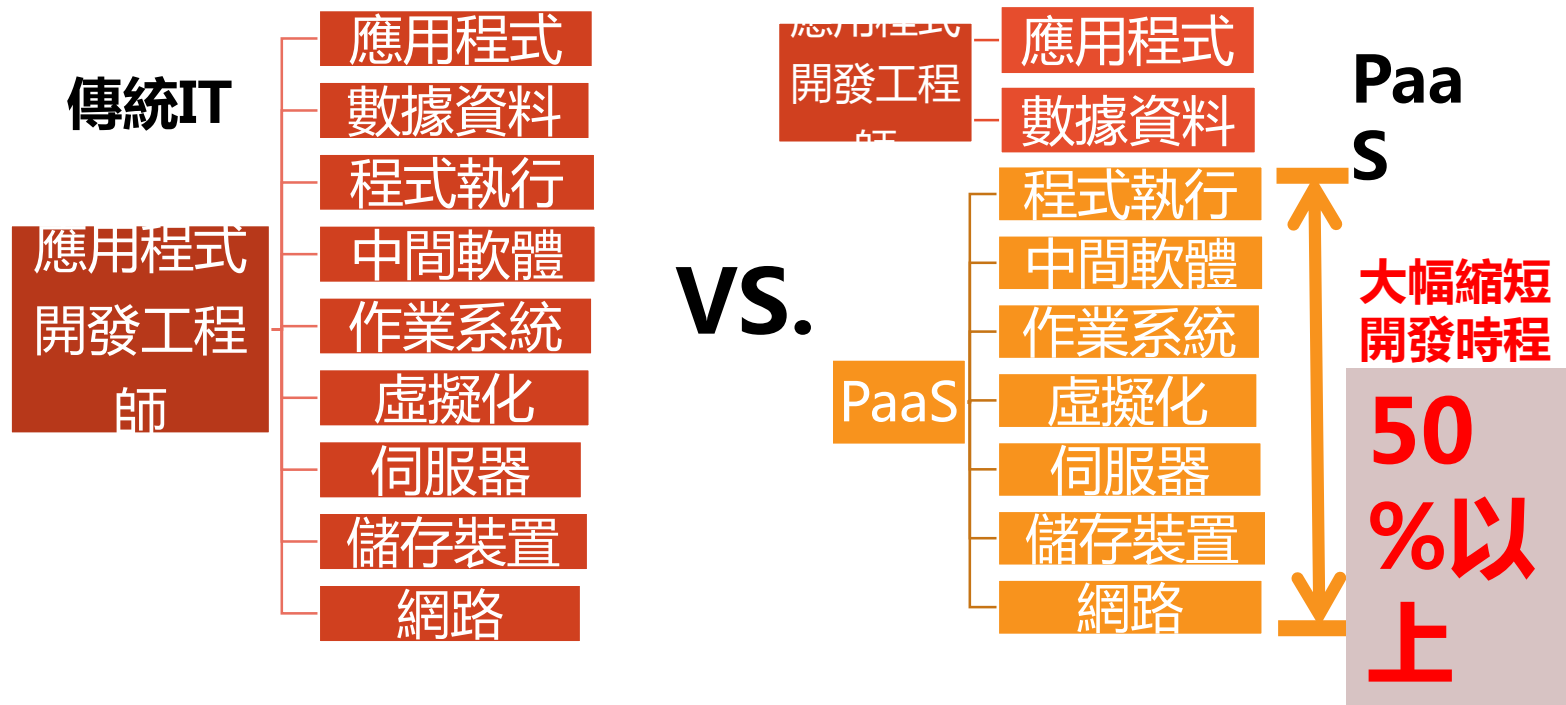 傳統IT
應用程式
開發工程
師
應用程式
數據資料
程式執行
中間軟體
作業系統
虛擬化
伺服器
儲存裝置
網路
VS.
應用程式
開發工程
師
應用程式
數據資料
PaaS
程式執行
中間軟體
作業系統
虛擬化
伺服器
儲存裝置
網路
Paa
S
大幅縮短
開發時程
50
%以
上